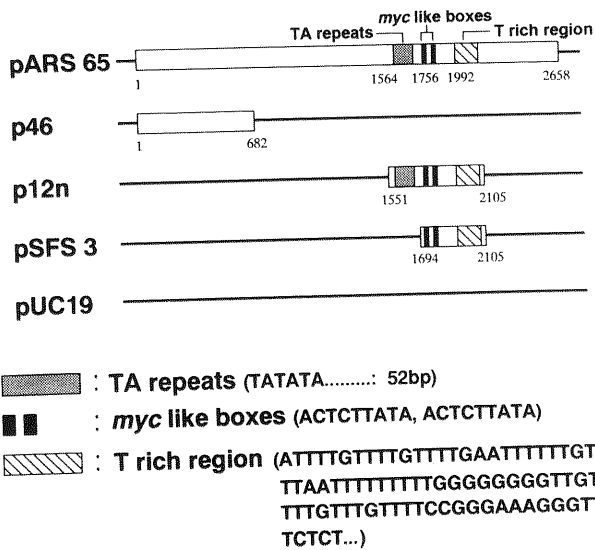 myc like boxes
TA repeats T rich region
pARS 65
1 1564 1756 1992 2658
p46
1 682
p12n
1551 2105
pSFS 3
1694 2105
pUC19
: TA repeats (TATATA.........: 52bp)
: myc like boxes (ACTCTTATA, ACTCTTATA)
: T rich region (ATTTTGTTTTGTTTTGAATTTTTTGT
TTAATTTTTTTTTGGGGGGGGTTGT
TTTGTTTGTTTTCCGGGAAAGGGT
TCTCT...)